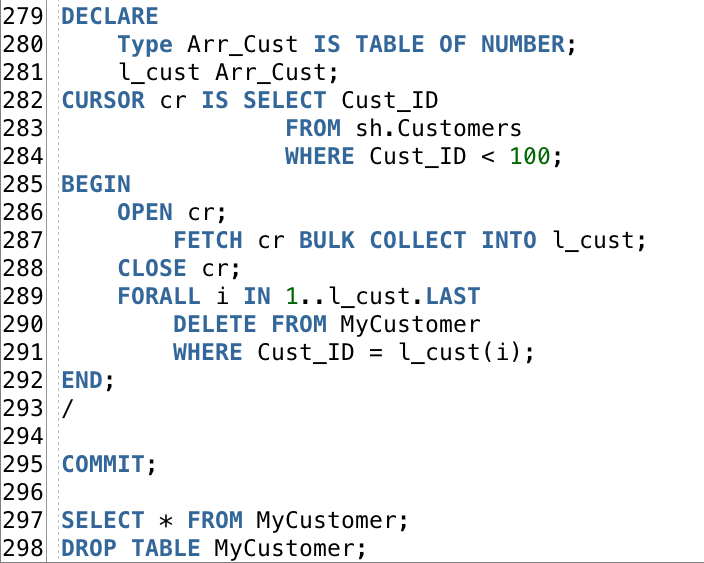 279 DECLARE
280     Type Arr_Cust IS TABLE OF NUMBER;
281     l_cust Arr_Cust;
282 CURSOR cr IS SELECT Cust_ID
283                 FROM sh.Customers
284                 WHERE Cust_ID < 100;
285 BEGIN
286     OPEN cr;
287         FETCH cr BULK COLLECT INTO l_cust;
288     CLOSE cr;
289     FORALL i IN 1..l_cust.LAST
290         DELETE FROM MyCustomer
291         WHERE Cust_ID = l_cust(i);
292 END;
293 /
294
295 COMMIT;
296
297 SELECT * FROM MyCustomer;
298 DROP TABLE MyCustomer;